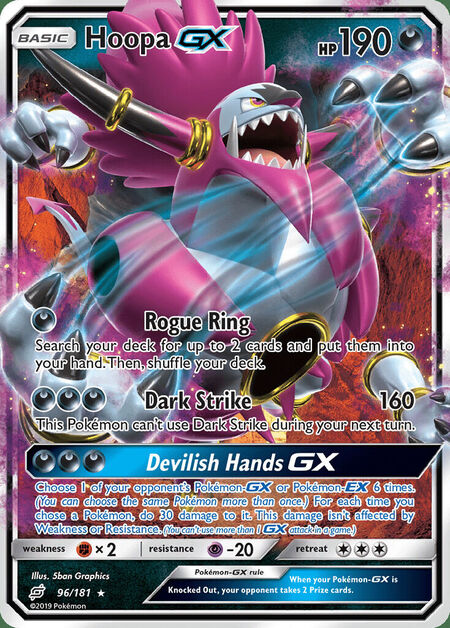 BASIC Hoopa GX HP190
Rogue Ring
Search your deck for up to 2 cards and put them into
your hand. Then, shuffle your deck.
Dark Strike 160
This Pokémon can't use Dark Strike during your next turn.
Devilish Hands GX
Choose 1 of your opponent's Pokémon-GX or Pokémon-EX 6 times.
(You can choose the same Pokémon more than once.) For each time you
chose a Pokémon, do 30 damage to it. This damage isn't affected by
Weakness or Resistance. (You can't use more than 1 GX attack in a game.)
weakness ×2 resistance -20 retreat
Illus. 5ban Graphics
96/181 ★
©2019 Pokémon
Pokémon-GX rule
When your Pokémon-GX is
Knocked Out, your opponent takes 2 Prize cards.